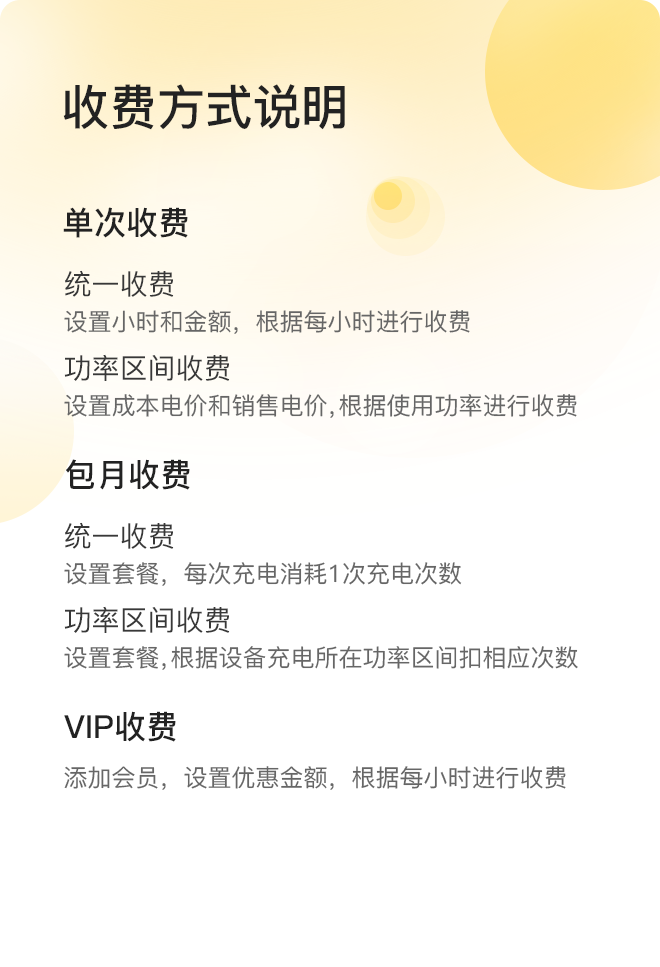 收费方式说明
单次收费
统一收费
设置小时和金额，根据每小时进行收费
功率区间收费
设置成本电价和销售电价,根据使用功率进行收费
包月收费
统一收费
设置套餐，每次充电消耗1次充电次数
功率区间收费
设置套餐,根据设备充电所在功率区间扣相应次数
VIP收费
添加会员，设置优惠金额，根据每小时进行收费